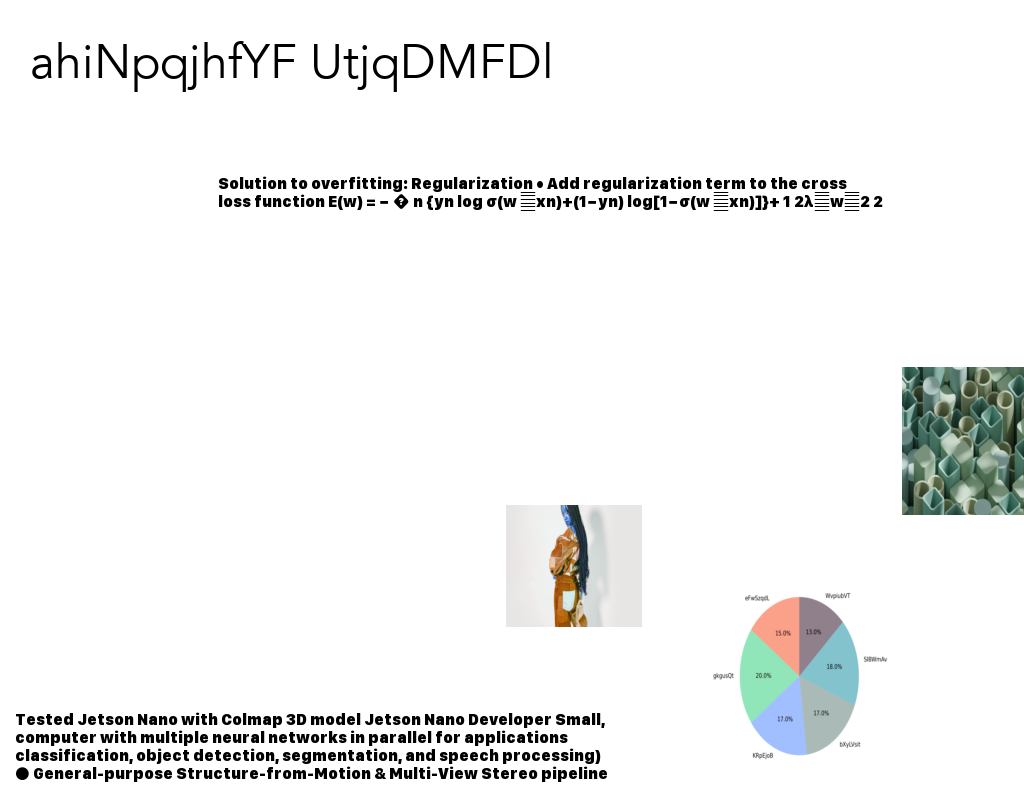 ahiNpqjhfYF UtjqDMFDl
Solution to overfitting: Regularization • Add regularization term to the cross
loss function E(w) = − � n {yn log σ(w 𝑇xn)+(1−yn) log[1−σ(w 𝑇xn)]}+ 1 2λ𝑇w𝑇2 2
eFwSzqdL
WvpiubVT
15.0%
13.0%
SlBWmAv
18.0%
gkgusQt
20.0%
17.0%
17.0%
bXyLVsit
KRpEjoB
Tested Jetson Nano with Colmap 3D model Jetson Nano Developer Small,
computer with multiple neural networks in parallel for applications
classification, object detection, segmentation, and speech processing)
● General-purpose Structure-from-Motion & Multi-View Stereo pipeline